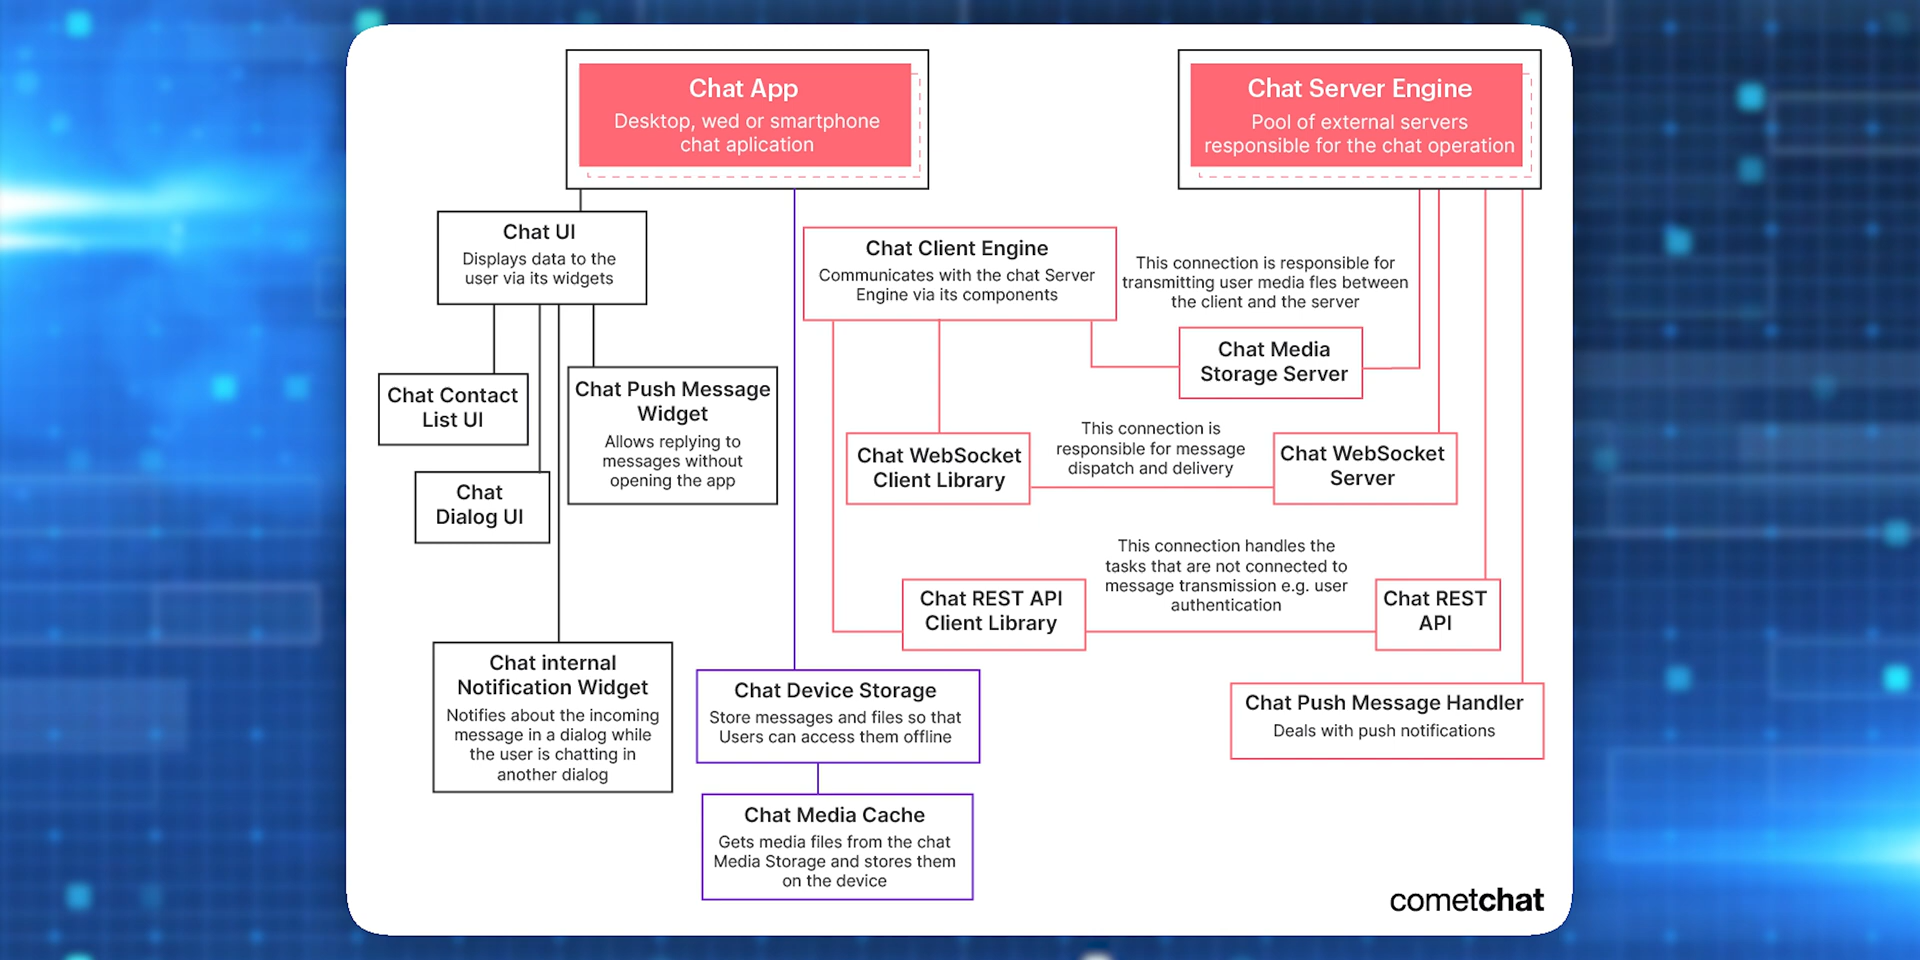 Chat App
Desktop, wed or smartphone
chat aplication
Chat Server Engine
Pool of external servers
responsible for the chat operation
Chat UI
Displays data to the
user via its widgets
Chat Client Engine
Communicates with the chat Server
Engine via its components
This connection is responsible for
transmitting user media fles between
the client and the server
Chat Media
Storage Server
Chat Contact
List UI
Chat Push Message
Widget
Allows replying to
messages without
opening the app
Chat
Dialog UI
Chat WebSocket
Client Library
This connection is
responsible for message
dispatch and delivery
Chat WebSocket
Server
This connection handles the
tasks that are not connected to
message transmission e.g. user
authentication
Chat REST API
Client Library
Chat REST
API
Chat internal
Notification Widget
Notifies about the incoming
message in a dialog while
the user is chatting in
another dialog
Chat Device Storage
Store messages and files so that
Users can access them offline
Chat Push Message Handler
Deals with push notifications
Chat Media Cache
Gets media files from the chat
Media Storage and stores them
on the device
cometchat